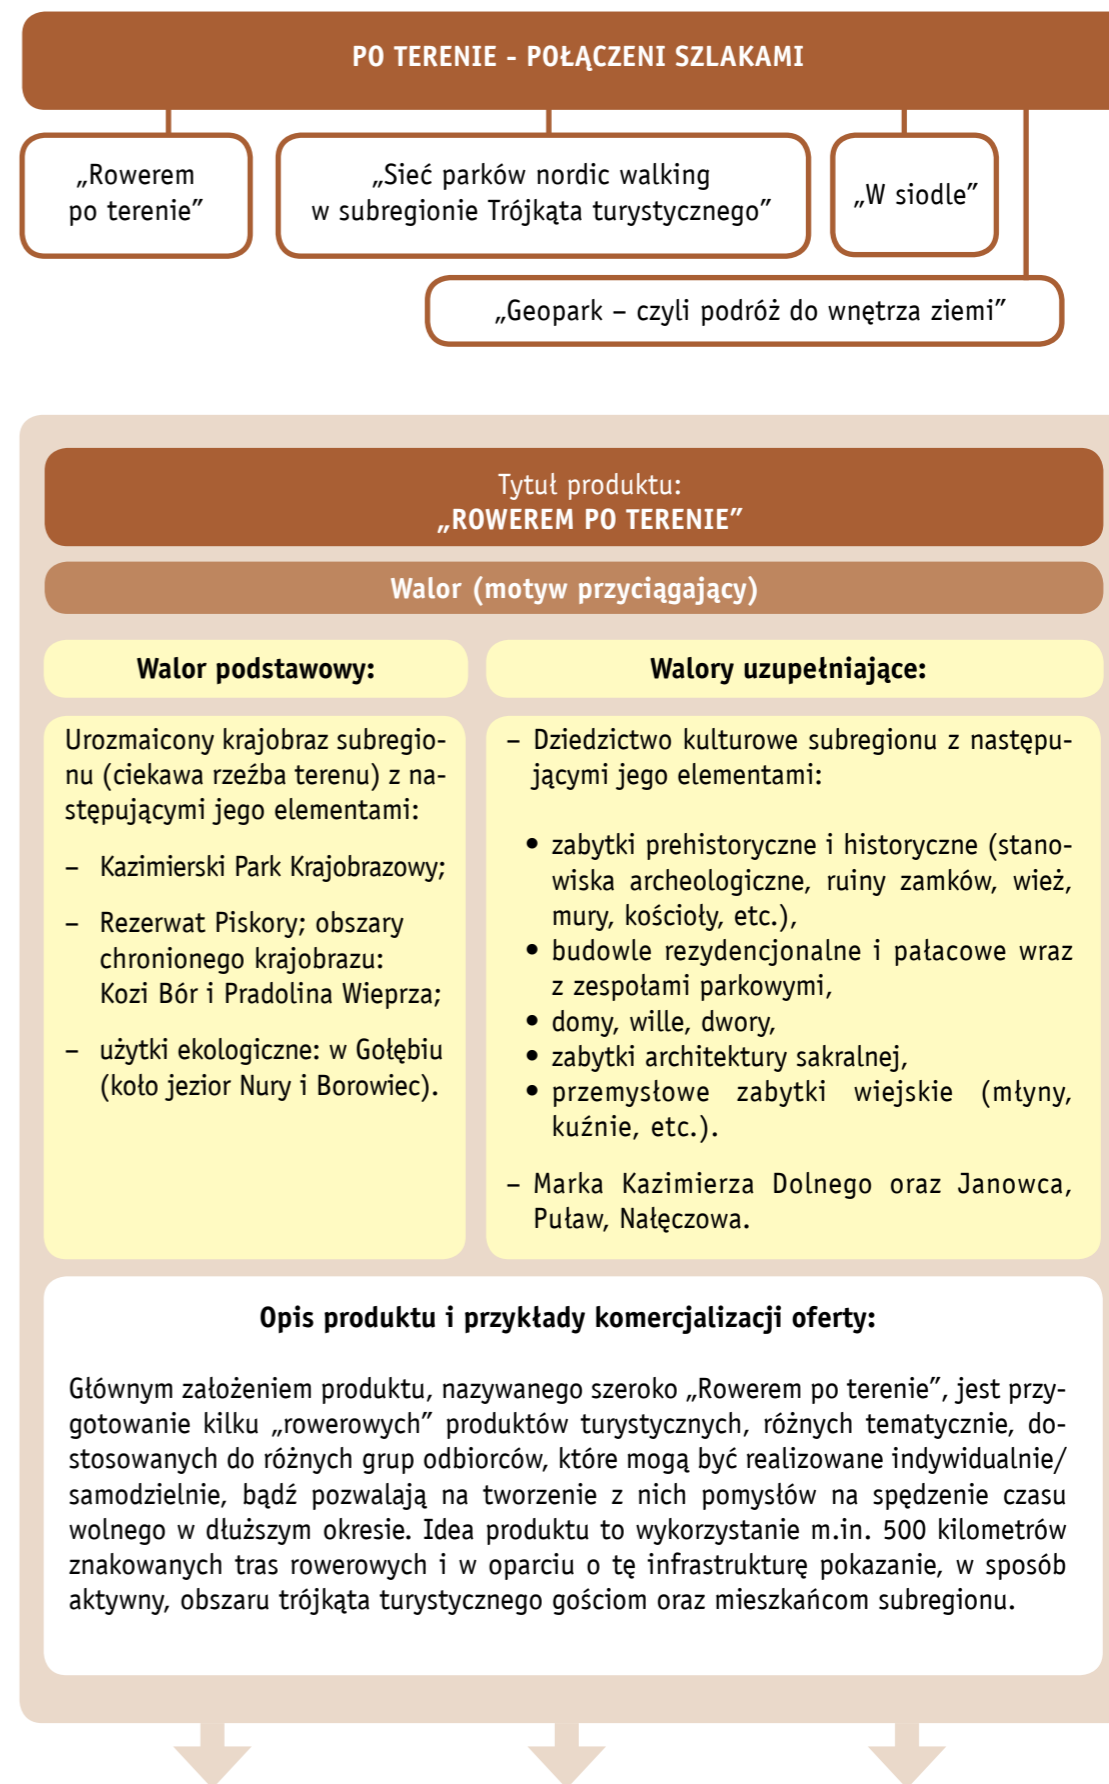 PO TERENIE - POŁĄCZENI SZLAKAMI
„Rowerem
po terenie”
„Sieć parków nordic walking
w subregionie Trójkąta turystycznego”
„W siodle”
„Geopark – czyli podróż do wnętrza ziemi”
Tytuł produktu:
„ROWEREM PO TERENIE”
Walor (motyw przyciągający)
Walor podstawowy:
Urozmaicony krajobraz subregio-
nu (ciekawa rzeźba terenu) z na-
stępującymi jego elementami:
– Kazimierski Park Krajobrazowy;
– Rezerwat Piskory; obszary
chronionego krajobrazu:
Kozi Bór i Pradolina Wieprza;
– użytki ekologiczne: w Gołębiu
(koło jezior Nury i Borowiec).
Walory uzupełniające:
– Dziedzictwo kulturowe subregionu z następu-
jącymi jego elementami:
• zabytki prehistoryczne i historyczne (stano-
wiska archeologiczne, ruiny zamków, wież,
mury, kościoły, etc.),
• budowle rezydencjonalne i pałacowe wraz
z zespołami parkowymi,
• domy, wille, dwory,
• zabytki architektury sakralnej,
• przemysłowe zabytki wiejskie (młyny,
kuźnie, etc.).
– Marka Kazimierza Dolnego oraz Janowca,
Puław, Nałęczowa.
Opis produktu i przykłady komercjalizacji oferty:
Głównym założeniem produktu, nazywanego szeroko „Rowerem po terenie”, jest przy-
gotowanie kilku „rowerowych” produktów turystycznych, różnych tematycznie, do-
stosowanych do różnych grup odbiorców, które mogą być realizowane indywidualnie/
samodzielnie, bądź pozwalają na tworzenie z nich pomysłów na spędzenie czasu
wolnego w dłuższym okresie. Idea produktu to wykorzystanie m.in. 500 kilometrów
znakowanych tras rowerowych i w oparciu o tę infrastrukturę pokazanie, w sposób
aktywny, obszaru trójkąta turystycznego gościom oraz mieszkańcom subregionu.